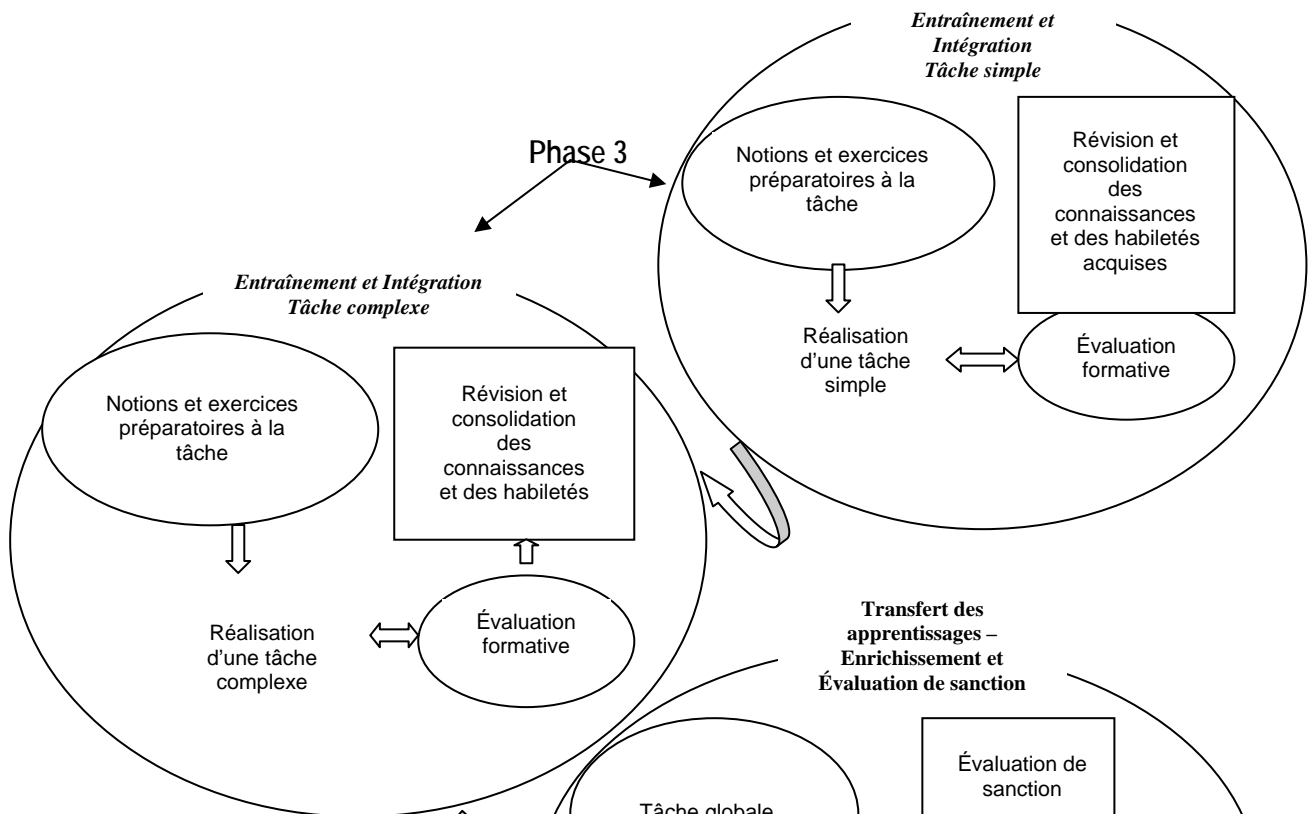 Entraînement et
Intégration
Tâche simple
Phase 3
Notions et exercices
préparatoires à la
tâche
Révision et
consolidation
des
connaissances
et des habiletés
acquises
Réalisation
d'une tâche
simple
Évaluation
formative
Entraînement et Intégration
Tâche complexe
Notions et exercices
préparatoires à la
tâche
Révision et
consolidation
des
connaissances
et des habiletés
Réalisation
d'une tâche
complexe
Évaluation
formative
Transfert des
apprentissages –
Enrichissement et
Évaluation de sanction
Tâche globale
Évaluation de
sanction